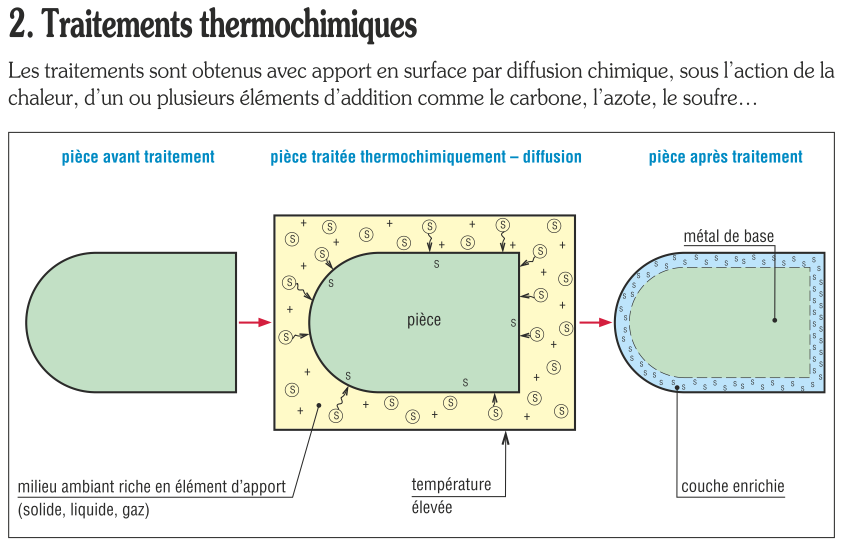 2. Traitements thermochimiques
Les traitements sont obtenus avec apport en surface par diffusion chimique, sous l'action de la
chaleur, d'un ou plusieurs éléments d'addition comme le carbone, l'azote, le soufre…
pièce avant traitement
pièce traitée thermochimiquement – diffusion
pièce après traitement
métal de base
pièce
milieu ambiant riche en élément d'apport
(solide, liquide, gaz)
température
élevée
couche enrichie